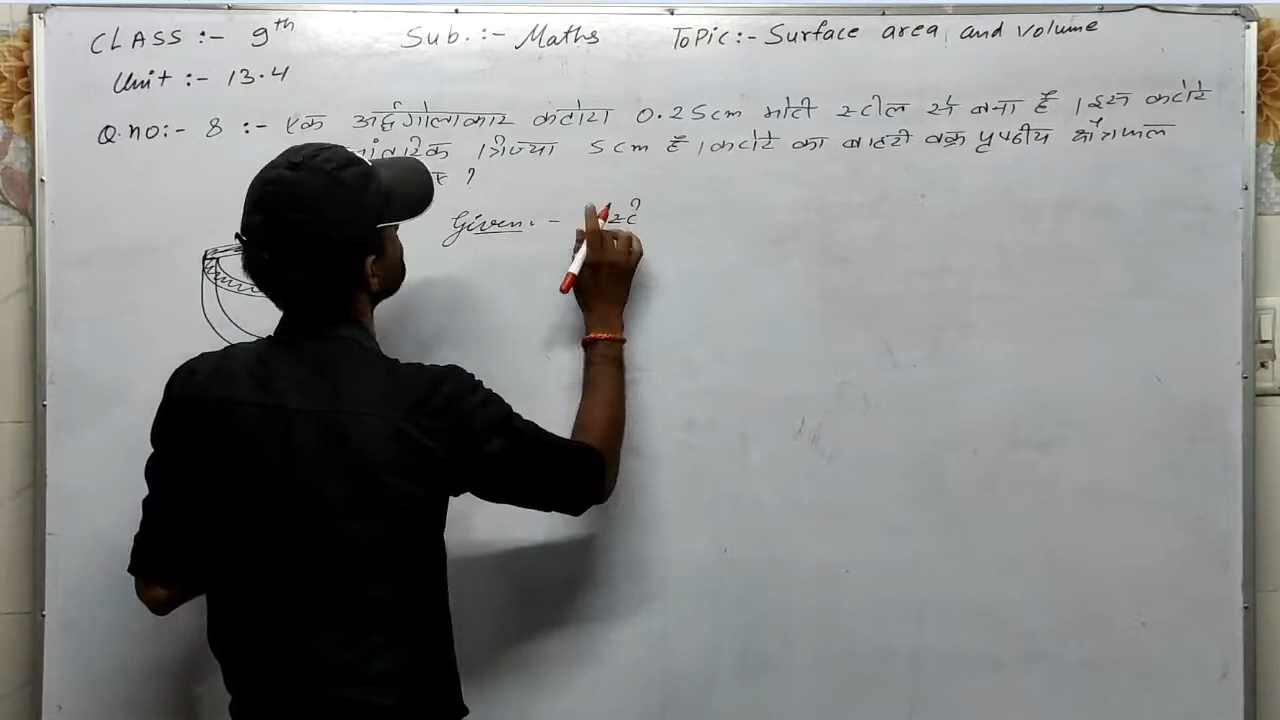 CLASS :- 9th Sub. :- Maths Topic:- Surface area and volume
Unit :- 13.4
Q.no:- 8 :- एक अर्द्धगोलाकार कटोरा 0.25cm मोटी स्टील से बना है । इस कटोरे
त्रिज्या 5cm है । कटोरे का बाहरी वक्र पृष्ठीय क्षेत्रफल
?
Given. - ?